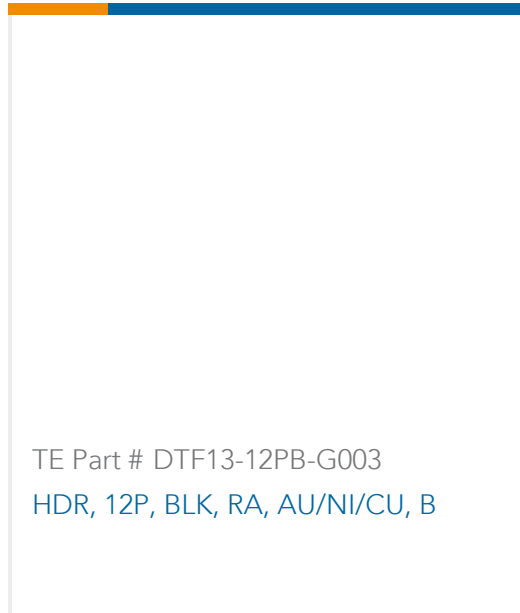 TE Part # DTF13-12PB-G003
HDR, 12P, BLK, RA, AU/NI/CU, B